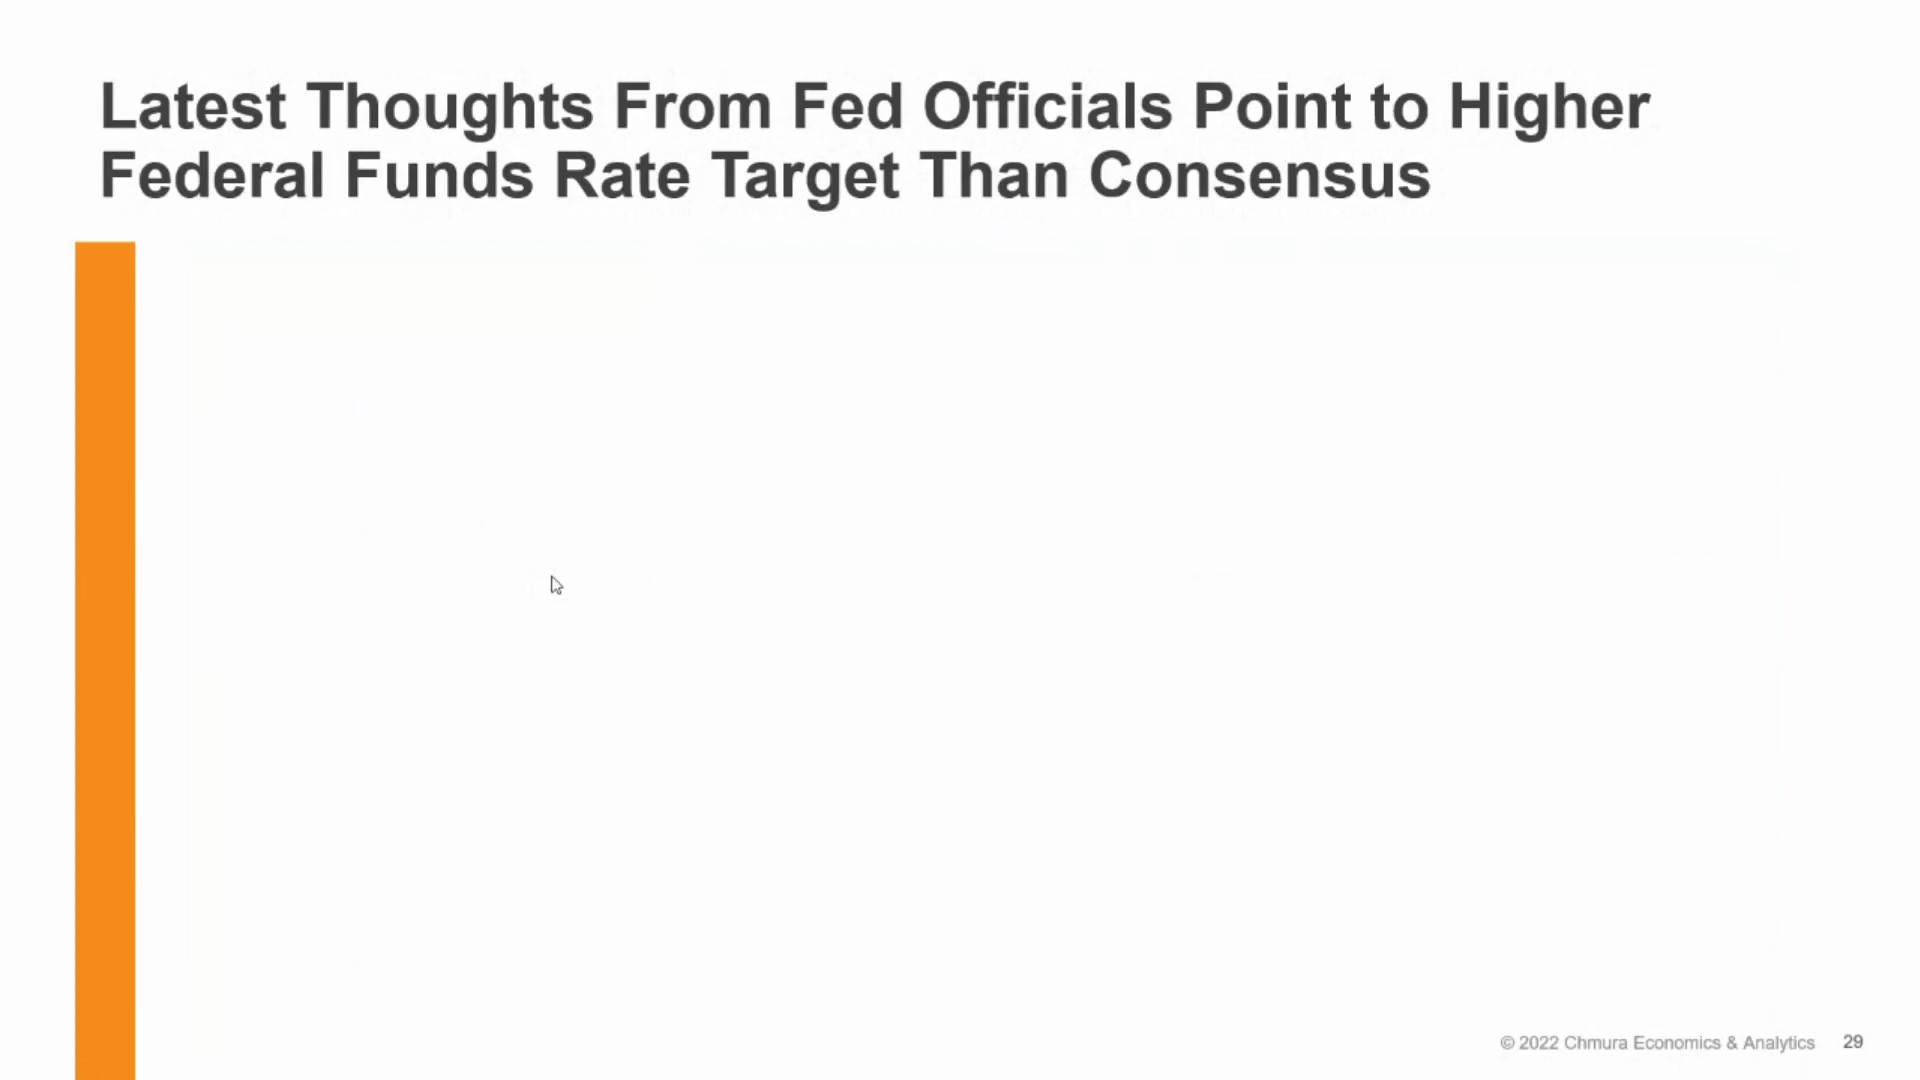 Latest Thoughts From Fed Officials Point to Higher
Federal Funds Rate Target Than Consensus
© 2022 Chmura Economics & Analytics 29